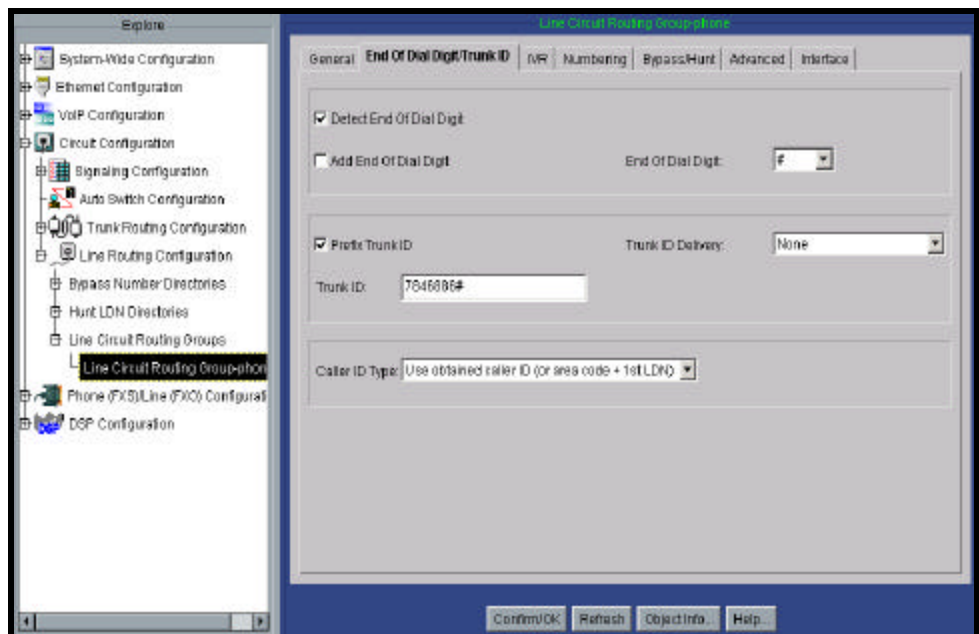 Explore
System-Wide Configuration
Ethernet Configuration
VoIP Configuration
Circuit Configuration
Signaling Configuration
Auto Switch Configuration
Trunk Routing Configuration
Line Routing Configuration
Bypass Number Directories
Hunt LDN Directories
Line Circuit Routing Groups
Line Circuit Routing Group-phon
Phone (FXS)/Line (FXO) Configurat
DSP Configuration
Line Circuit Routing Group-phone
General
End Of Dial Digit/Trunk ID
IVR
Numbering
Bypass/Hunt
Advanced
Interface
Detect End Of Dial Digit
Add End Of Dial Digit
End Of Dial Digit:
#
Prefix Trunk ID
Trunk ID Delivery:
None
Trunk ID:
7846886#
Caller ID Type:
Use obtained caller ID (or area code + 1st LDN)
Confirm/OK
Refresh
Object Info...
Help...